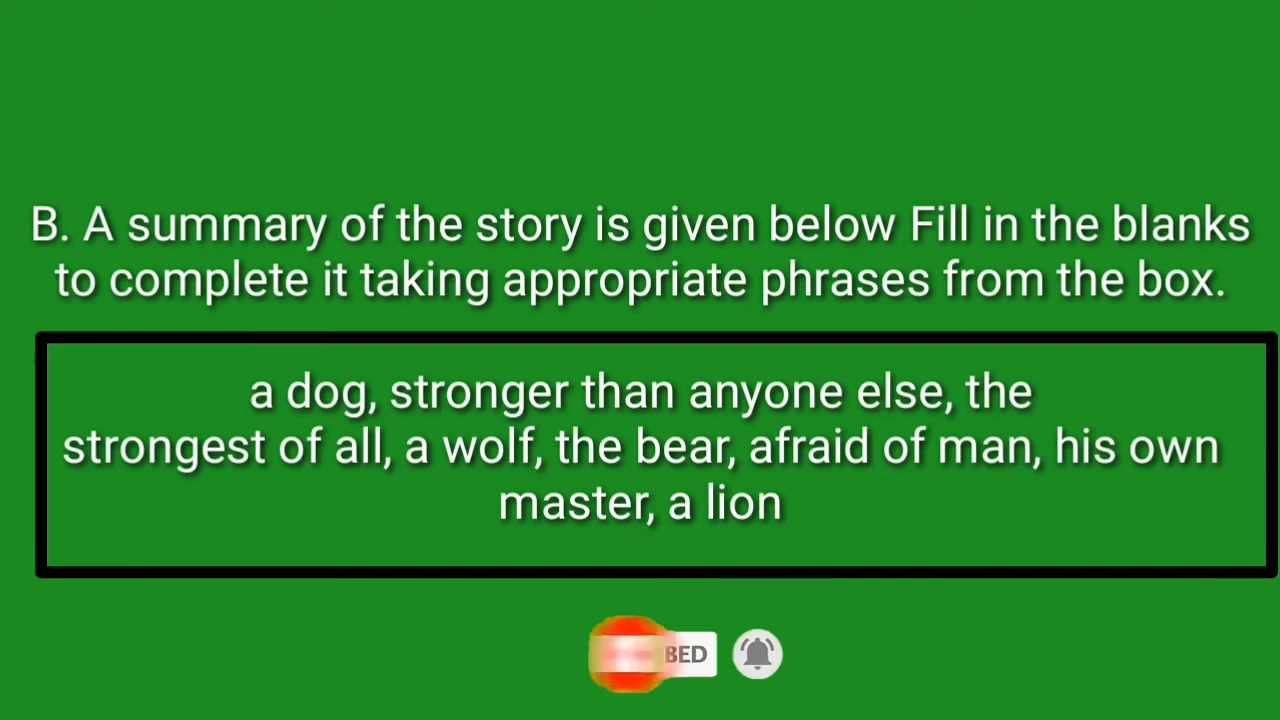 B. A summary of the story is given below Fill in the blanks
to complete it taking appropriate phrases from the box.
a dog, stronger than anyone else, the
strongest of all, a wolf, the bear, afraid of man, his own
master, a lion
BED